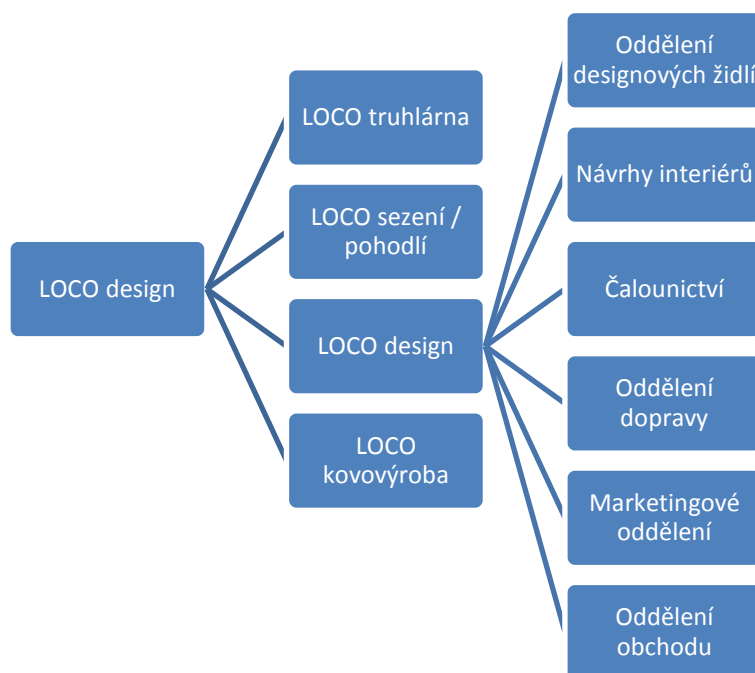 LOCO design
LOCO truhlárna
LOCO sezení /
pohodlí
LOCO design
LOCO
kovovýroba
Oddělení
designových židlí
Návrhy interiérů
Čalounictví
Oddělení
dopravy
Marketingové
oddělení
Oddělení
obchodu